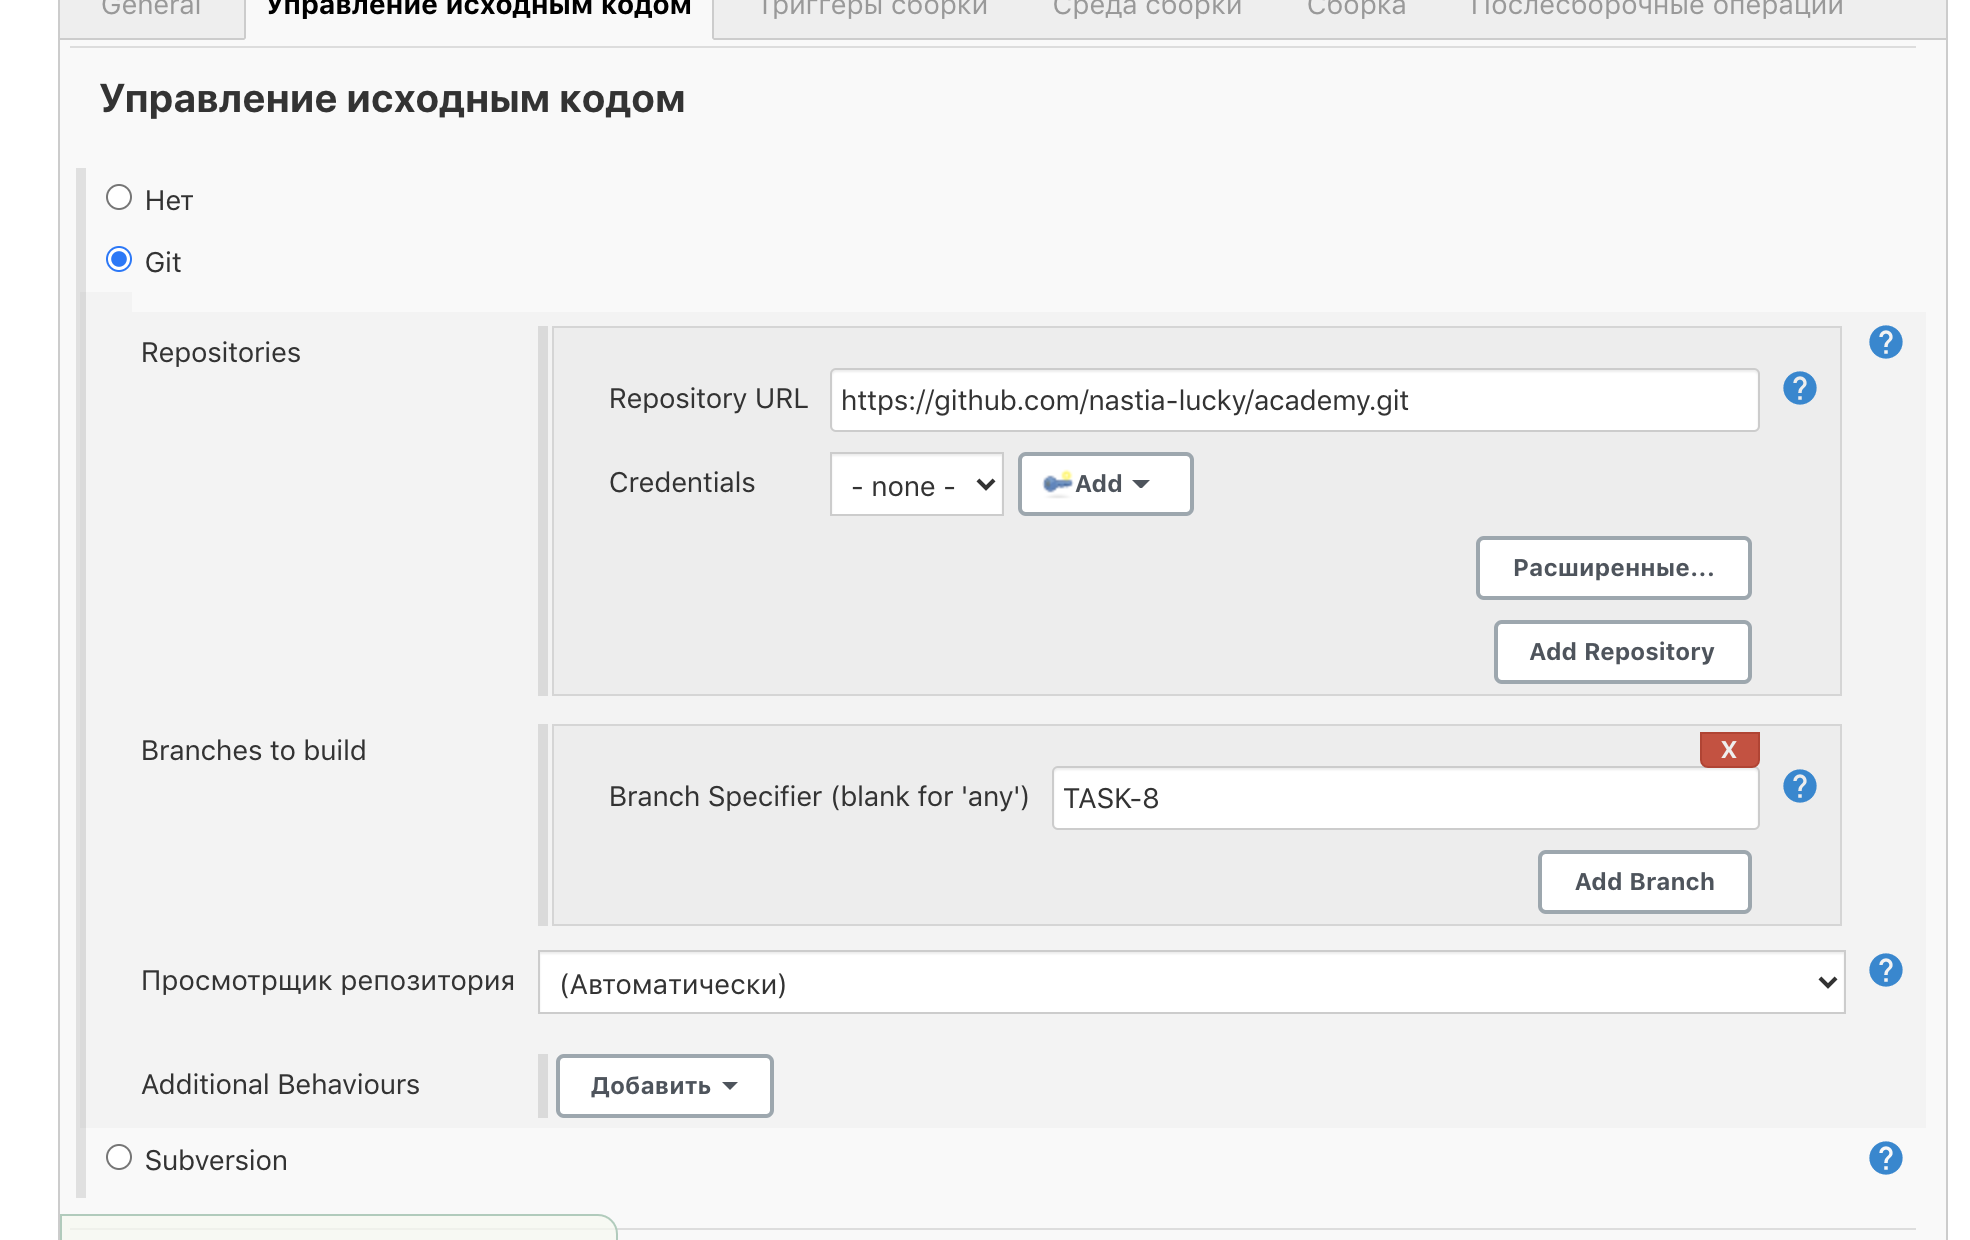 General Управление исходным кодом Триггеры сборки Среда сборки Сборка Послесборочные операции
Управление исходным кодом
Нет
Git
Repositories
Repository URL https://github.com/nastia-lucky/academy.git
Credentials - none - Add
Расширенные...
Add Repository
Branches to build
X
Branch Specifier (blank for 'any') TASK-8
Add Branch
Просмотрщик репозитория (Автоматически)
Additional Behaviours Добавить
Subversion